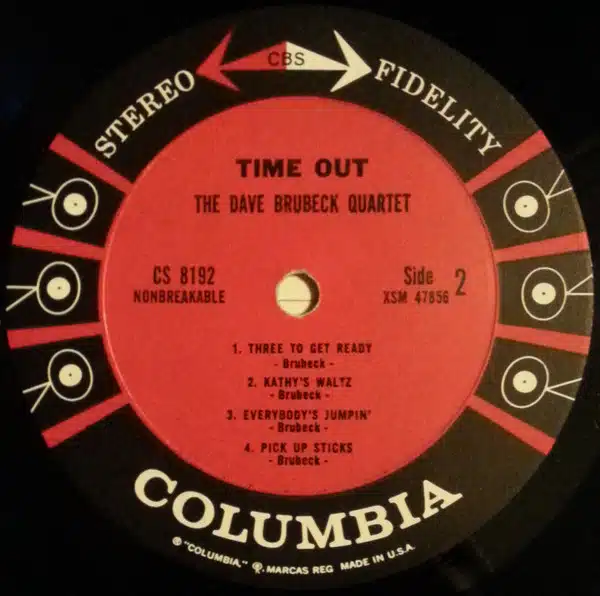 CBS
STEREO FIDELITY
TIME OUT
THE DAVE BRUBECK QUARTET
CS 8192
NONBREAKABLE
Side 2
XSM 47856
1. THREE TO GET READY
- Brubeck -
2. KATHY'S WALTZ
- Brubeck -
3. EVERYBODY'S JUMPIN'
- Brubeck -
4. PICK UP STICKS
- Brubeck -
COLUMBIA
® "COLUMBIA," ®. MARCAS REG MADE IN U.S.A.